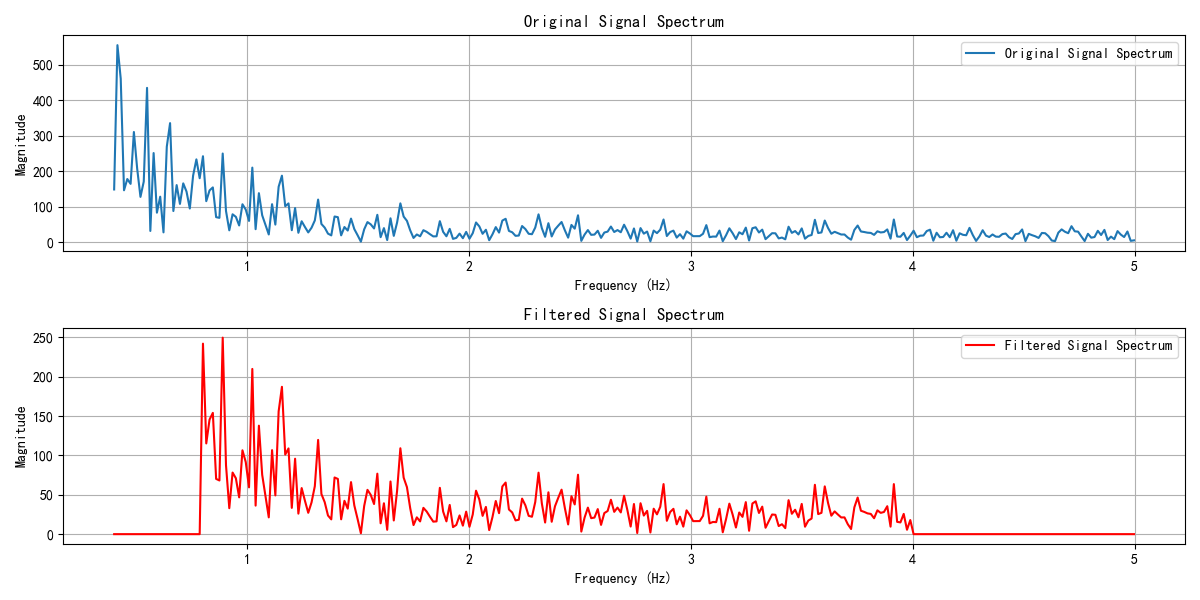 Original Signal Spectrum
Original Signal Spectrum
Magnitude
500
400
300
200
100
0
1 2 3 4 5
Frequency (Hz)
Filtered Signal Spectrum
Filtered Signal Spectrum
Magnitude
250
200
150
100
50
0
1 2 3 4 5
Frequency (Hz)